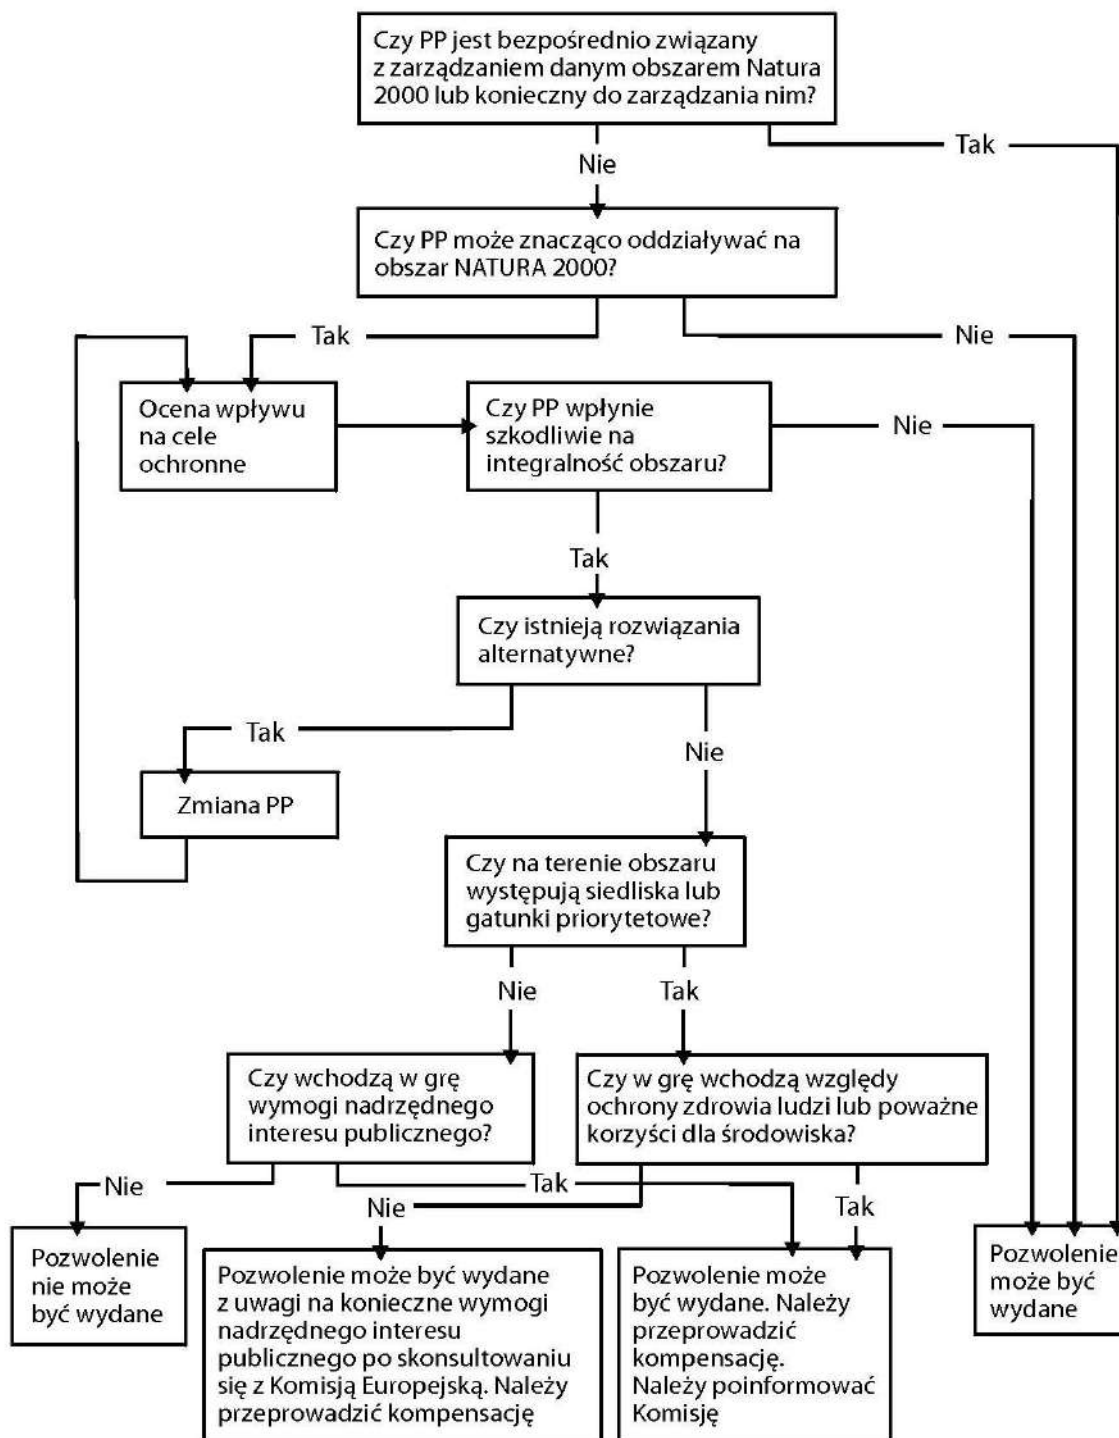 Czy PP jest bezpośrednio związany
z zarządzaniem danym obszarem Natura
2000 lub konieczny do zarządzania nim?
Tak
Nie
Czy PP może znacząco oddziaływać na
obszar NATURA 2000?
Tak
Nie
Ocena wpływu
na cele
ochronne
Czy PP wpłynie
szkodliwie na
integralność obszaru?
Nie
Tak
Czy istnieją rozwiązania
alternatywne?
Tak
Nie
Zmiana PP
Czy na terenie obszaru
występują siedliska lub
gatunki priorytetowe?
Nie
Tak
Czy wchodzą w grę
wymogi nadrzędnego
interesu publicznego?
Czy w grę wchodzą względy
ochrony zdrowia ludzi lub poważne
korzyści dla środowiska?
Nie
Tak
Nie
Tak
Pozwolenie
nie może
być wydane
Pozwolenie może być wydane
z uwagi na konieczne wymogi
nadrzędnego interesu
publicznego po skonsultowaniu
się z Komisją Europejską. Należy
przeprowadzić kompensację
Pozwolenie może
być wydane. Należy
przeprowadzić
kompensację.
Należy poinformować
Komisję
Pozwolenie
może być
wydane